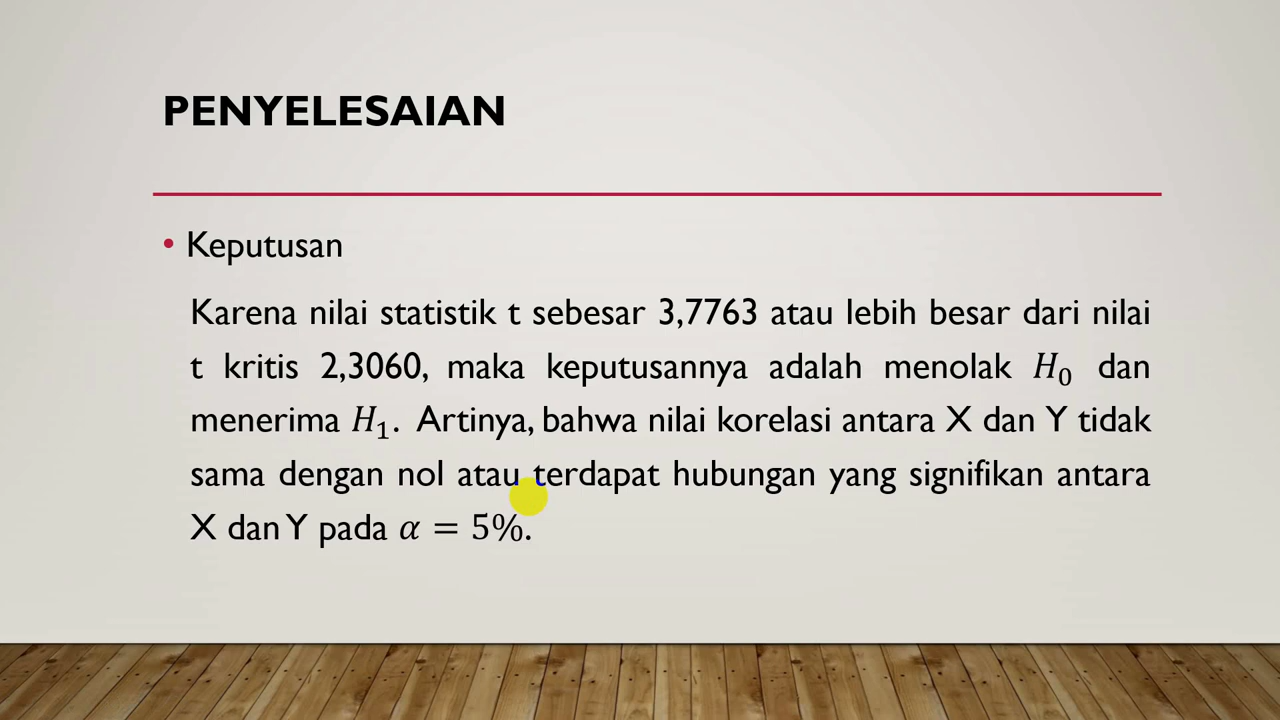 PENYELESAIAN
• Keputusan
Karena nilai statistik t sebesar 3,7763 atau lebih besar dari nilai
t kritis 2,3060, maka keputusannya adalah menolak H₀ dan
menerima H₁. Artinya, bahwa nilai korelasi antara X dan Y tidak
sama dengan nol atau terdapat hubungan yang signifikan antara
X dan Y pada α = 5%.